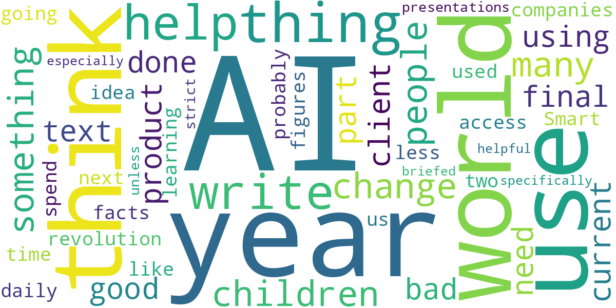 going
helpthing
presentations
companies
especially
think
AI
world
using
something
done
probably
figures
part
client
people
used
many
idea
strict
final
text
product
learning
access
Smart
less
helpful
use
next
unless
write
change
briefed
two
specifically
spend
facts
year
us
need
current
revolution
time
like
daily
good
children
bad